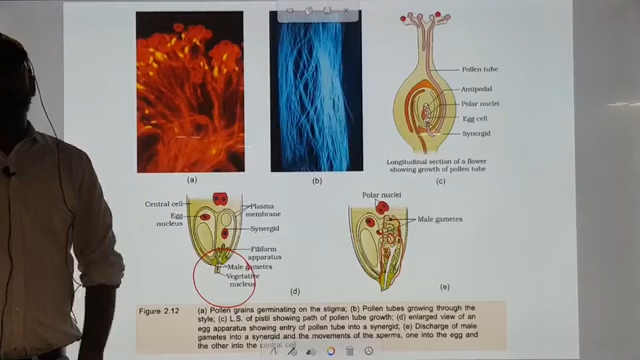 (a)
(b)
Pollen tube
Antipodal
Polar nuclei
Egg cell
Synergid
Longitudinal section of a flower
showing growth of pollen tube
(c)
Central cell
Egg
nucleus
Plasma
membrane
Synergid
Filiform
apparatus
Male gametes
Vegetative
nucleus
(d)
Polar nuclei
Male gametes
(e)
Figure 2.12
(a) Pollen grains germinating on the stigma; (b) Pollen tubes growing through the
style; (c) L.S. of pistil showing path of pollen tube growth; (d) enlarged view of an
egg apparatus showing entry of pollen tube into a synergid; (e) Discharge of male
gametes into a synergid and the movements of the sperms, one into the egg and
the other into the central cell